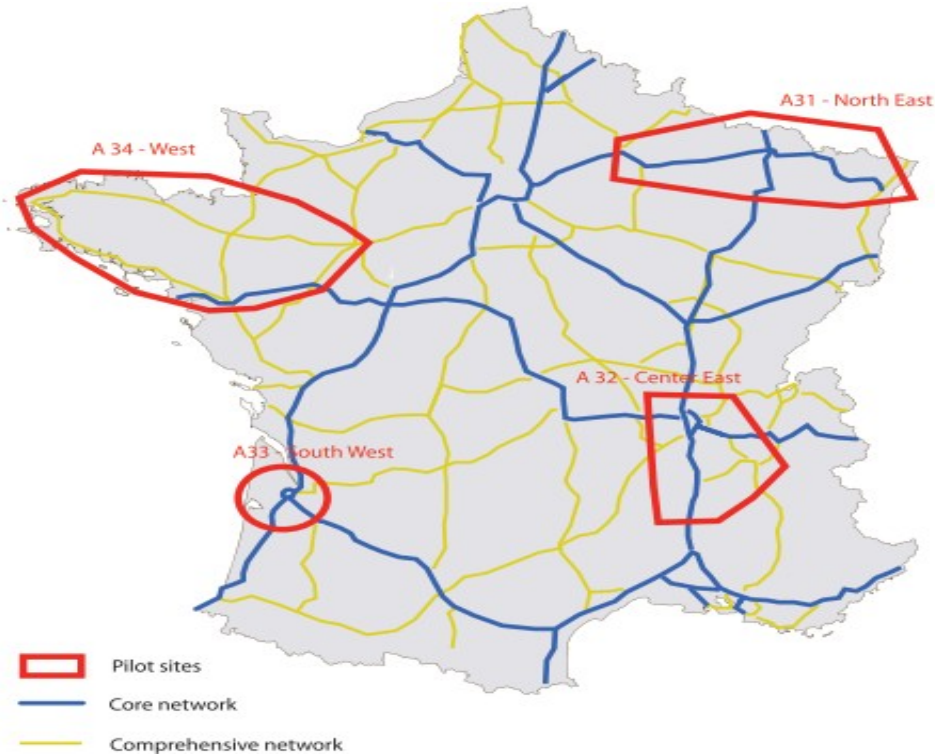 A31 - North East
A 34 - West
A 32 - Center East
A33 - South West
Pilot sites
Core network
Comprehensive network